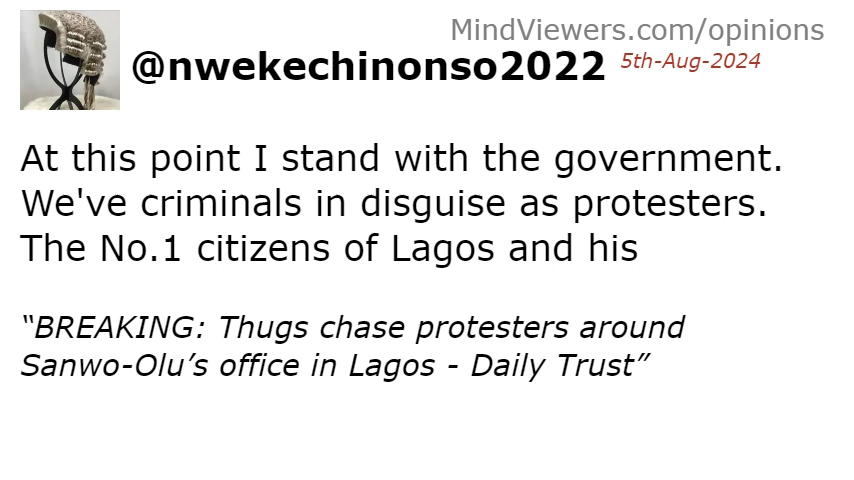 MindViewers.com/opinions
@nwekechinonso2022 5th-Aug-2024
At this point I stand with the government.
We've criminals in disguise as protesters.
The No.1 citizens of Lagos and his
“BREAKING: Thugs chase protesters around
Sanwo-Olu’s office in Lagos - Daily Trust”